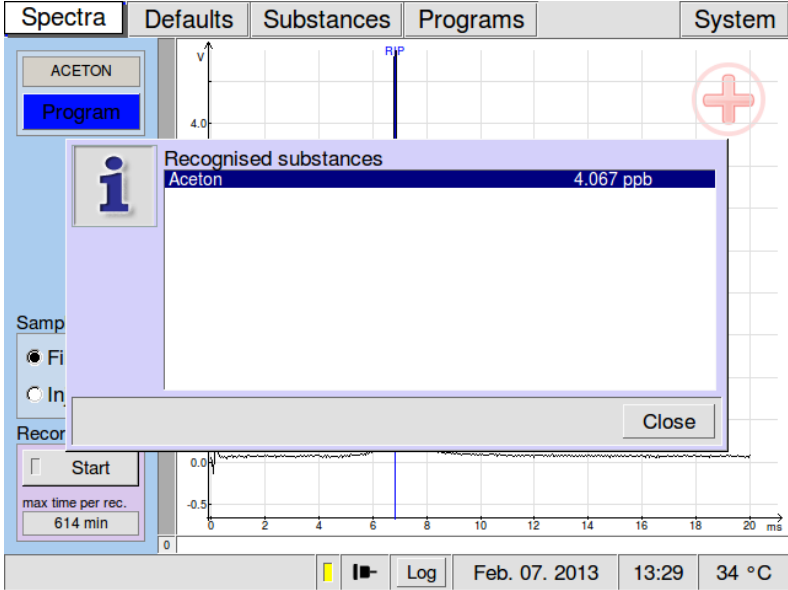 Spectra Defaults Substances Programs System
ACETON
Program
V
RIP
4.0
Recognised substances
Aceton 4.067 ppb
Samp
Fi
In
Close
Recor
Start
max time per rec.
614 min
0.0
-0.5
0 2 4 6 8 10 12 14 16 18 20 ms
0
Log Feb. 07. 2013 13:29 34 °C